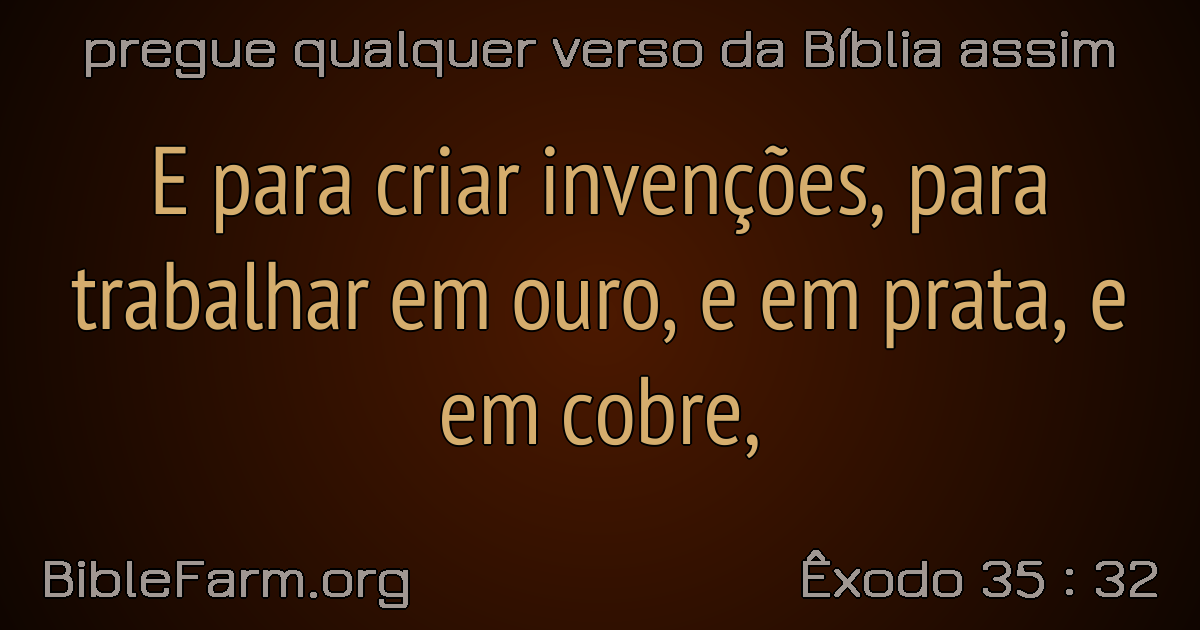 pregue qualquer verso da Bíblia assim
E para criar invenções, para
trabalhar em ouro, e em prata, e
em cobre,
BibleFarm.org
Êxodo 35 : 32